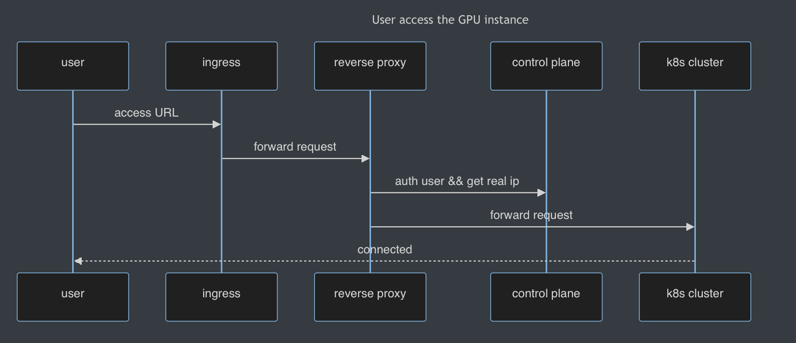 User access the GPU instance
user
ingress
reverse proxy
control plane
k8s cluster
access URL
forward request
auth user && get real ip
forward request
connected
user
ingress
reverse proxy
control plane
k8s cluster